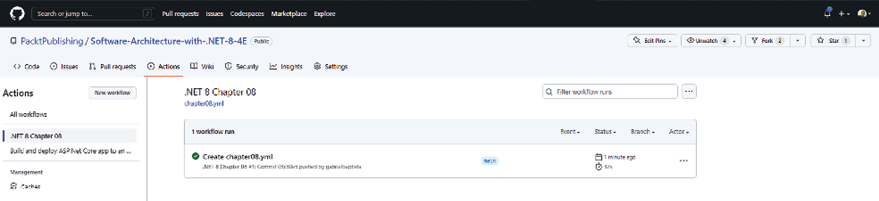 Search or jump to... / Pull requests Issues Codespaces Marketplace Explore
PacktPublishing / Software-Architecture-with-.NET-8-4E Public Edit Pins Unwatch 4 Fork 2 Star 1
Code Issues Pull requests Actions Wiki Security Insights Settings
Actions New workflow
All workflows
.NET 8 Chapter 08
Build and deploy ASP.Net Core app to an ...
Management
Caches
.NET 8 Chapter 08
chapter08.yml
Filter workflow runs
1 workflow run Event Status Branch Actor
Create chapter08.yml
.NET 8 Chapter 08 #1: Commit pushed by
main
1 minute ago